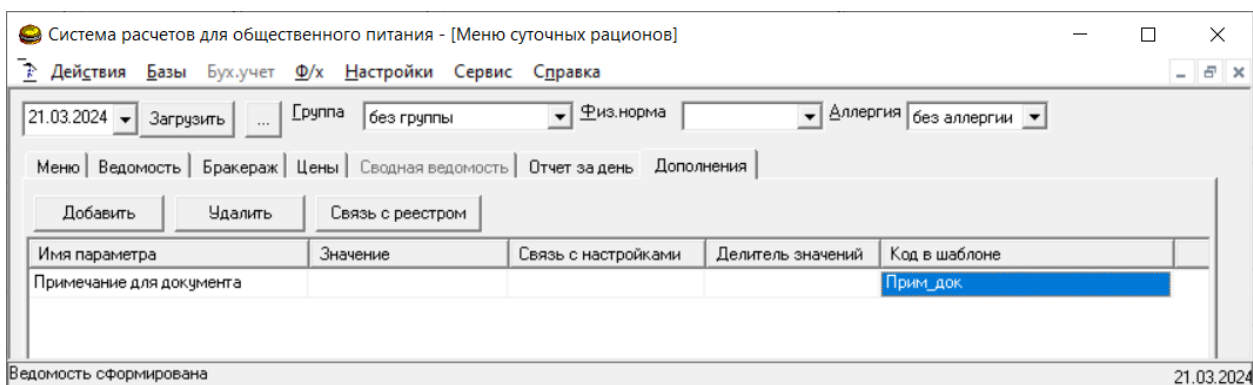 Система расчетов для общественного питания - [Меню суточных рационов]
Действия Базы Бух.учет Ф/х Настройки Сервис Справка
21.03.2024 Загрузить ... Группа без группы Физ.норма Аллергия без аллергии
Меню Ведомость Бракераж Цены Сводная ведомость Отчет за день Дополнения
Добавить Удалить Связь с реестром
Имя параметра Значение Связь с настройками Делитель значений Код в шаблоне
Примечание для документа Прим_док
Ведомость сформирована 21.03.2024